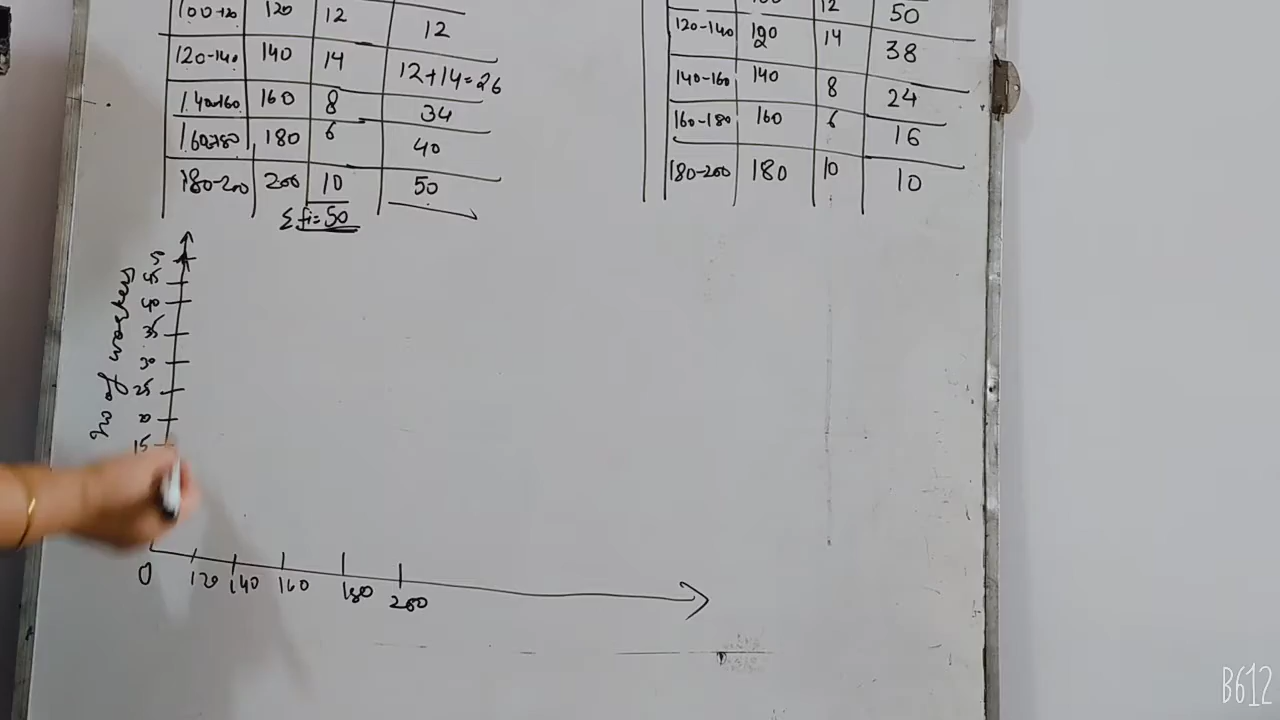 100-120 120 12 12
120-140 140 14 12+14=26
140-160 160 8 34
160-180 180 6 40
180-200 200 10 50
Σfi=50
12 50
120-140 120 14 38
140-160 140 8 24
160-180 160 6 16
180-200 180 10 10
No of workers
50
45
40
35
30
25
20
15
0 120 140 160 180 200
B612